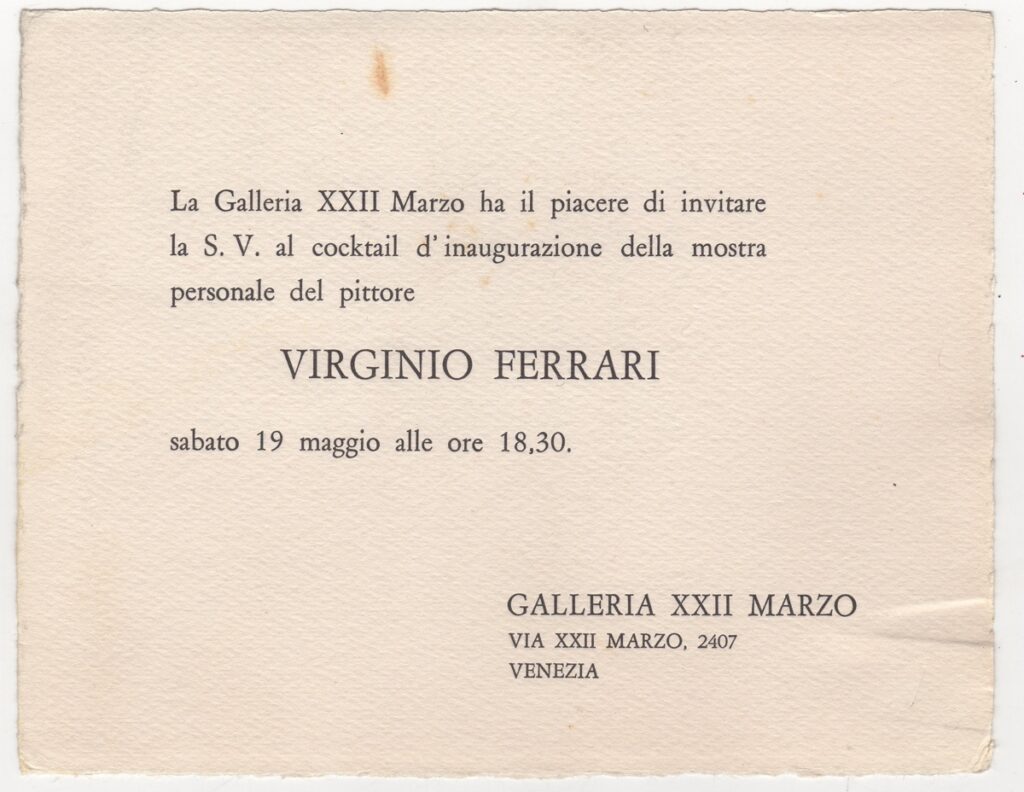 La Galleria XXII Marzo ha il piacere di invitare
la S. V. al cocktail d'inaugurazione della mostra
personale del pittore
VIRGINIO FERRARI
sabato 19 maggio alle ore 18,30.
GALLERIA XXII MARZO
VIA XXII MARZO, 2407
VENEZIA